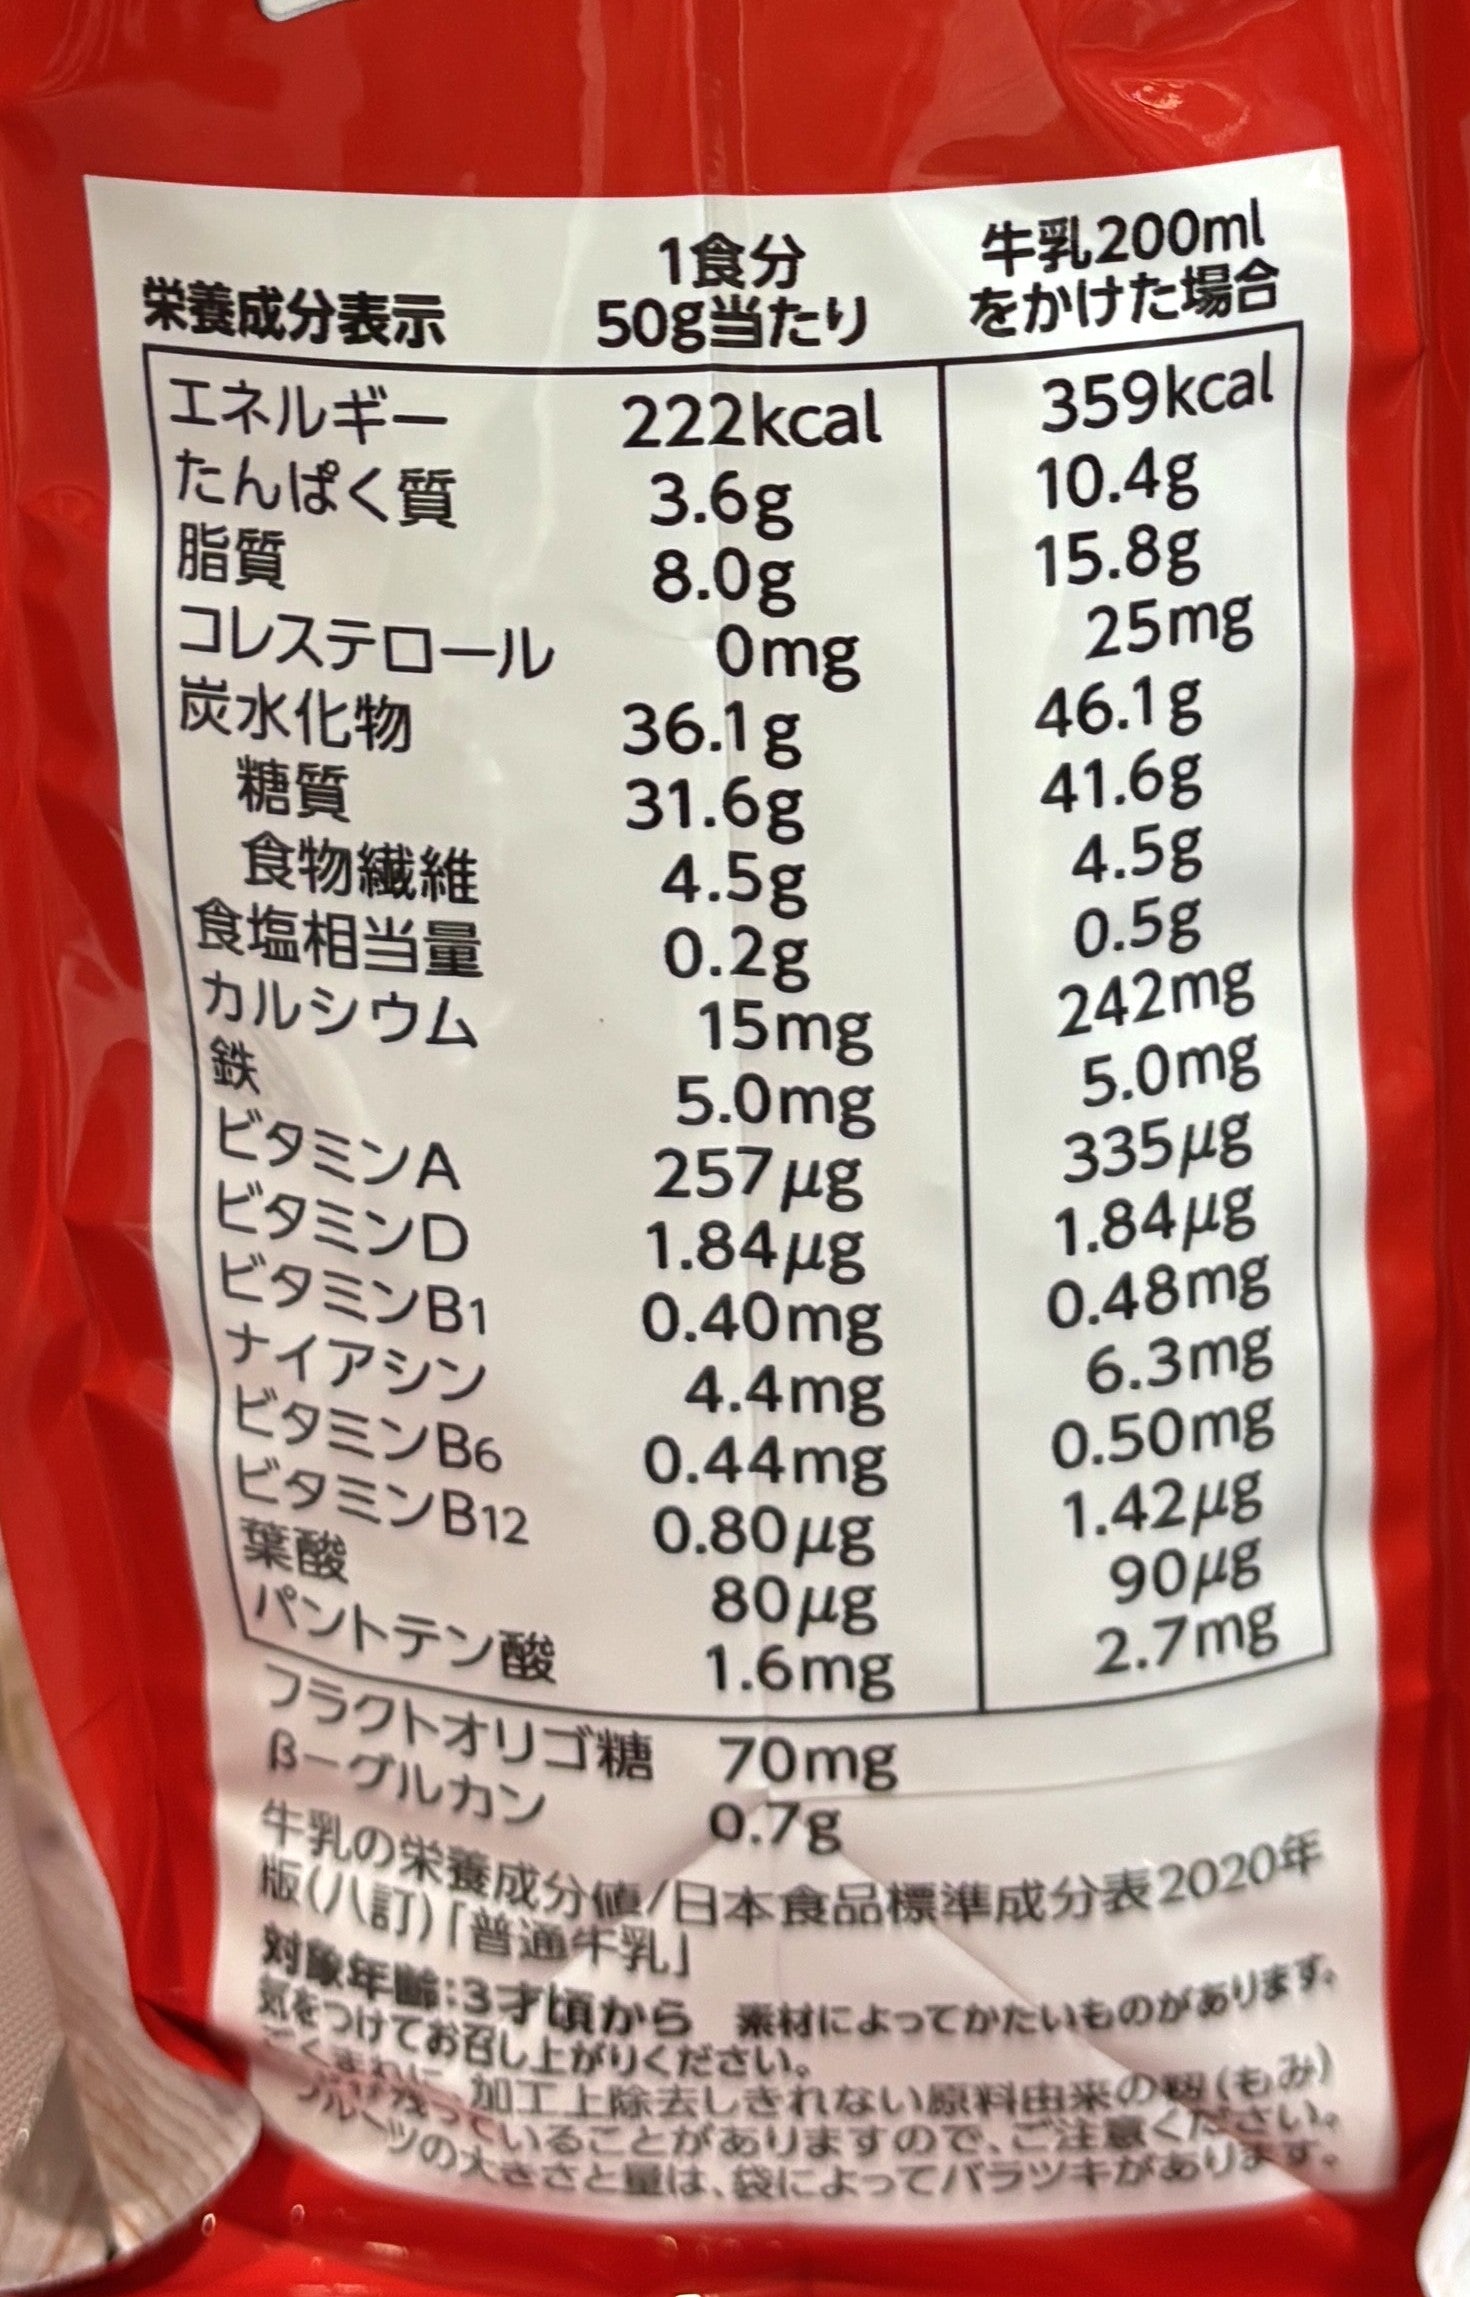 栄養成分表示 1食分 50g当たり 牛乳200ml をかけた場合
エネルギー 222kcal 359kcal
たんぱく質 3.6g 10.4g
脂質 8.0g 15.8g
コレステロール 0mg 25mg
炭水化物 36.1g 46.1g
糖質 31.6g 41.6g
食物繊維 4.5g 4.5g
食塩相当量 0.2g 0.5g
カルシウム 15mg 242mg
鉄 5.0mg 5.0mg
ビタミンA 257μg 335μg
ビタミンD 1.84μg 1.84μg
ビタミンB1 0.40mg 0.48mg
ナイアシン 4.4mg 6.3mg
ビタミンB6 0.44mg 0.50mg
ビタミンB12 0.80μg 1.42μg
葉酸 80μg 90μg
パントテン酸 1.6mg 2.7mg
フラクトオリゴ糖 70mg
β-グルカン 0.7g
牛乳の栄養成分値/日本食品標準成分表2020年
版(八訂)「普通牛乳」
対象年齢:3才頃から 素材によってかたいものがあります。
気をつけてお召し上がりください。
ごくまれに 加工上除去しきれない原料由来の籾(もみ)
残っていることがありますので、ご注意ください。
フルーツの大きさと量は、袋によってバラツキがあります。